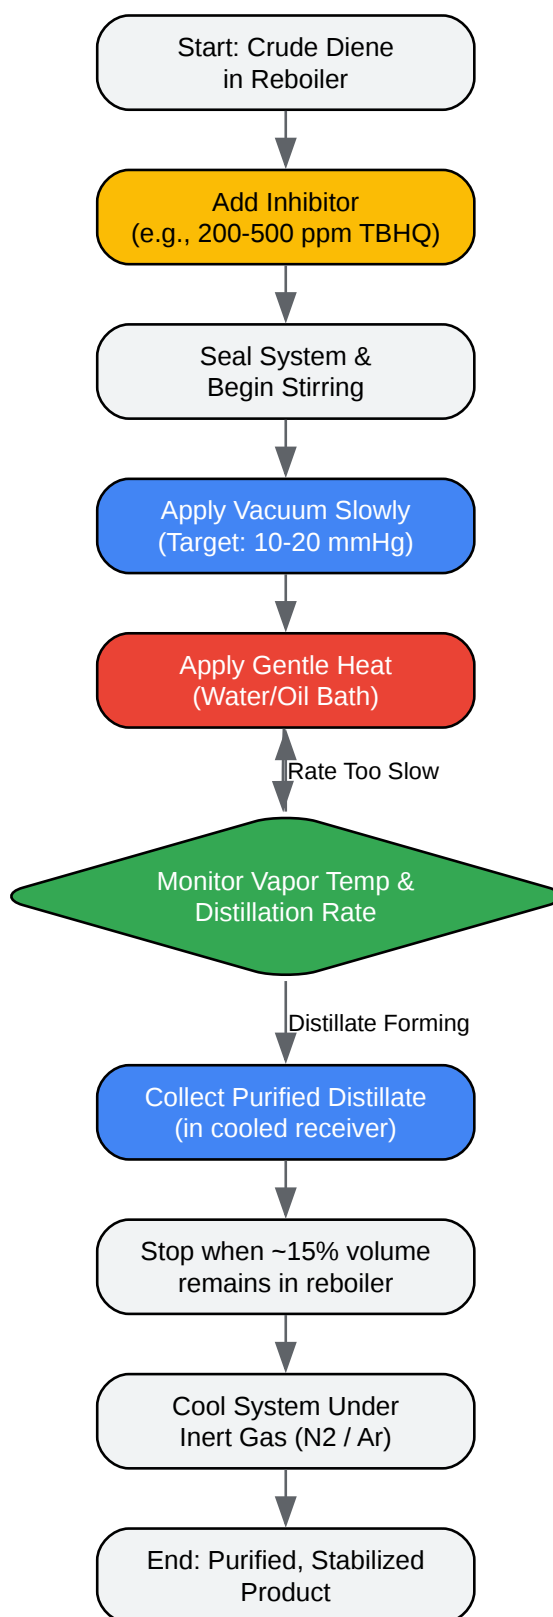 Start: Crude Diene
in Reboiler
Add Inhibitor
(e.g., 200-500 ppm TBHQ)
Seal System &
Begin Stirring
Apply Vacuum Slowly
(Target: 10-20 mmHg)
Apply Gentle Heat
(Water/Oil Bath)
Rate Too Slow
Monitor Vapor Temp &
Distillation Rate
Distillate Forming
Collect Purified Distillate
(in cooled receiver)
Stop when ~15% volume
remains in reboiler
Cool System Under
Inert Gas (N2 / Ar)
End: Purified, Stabilized
Product